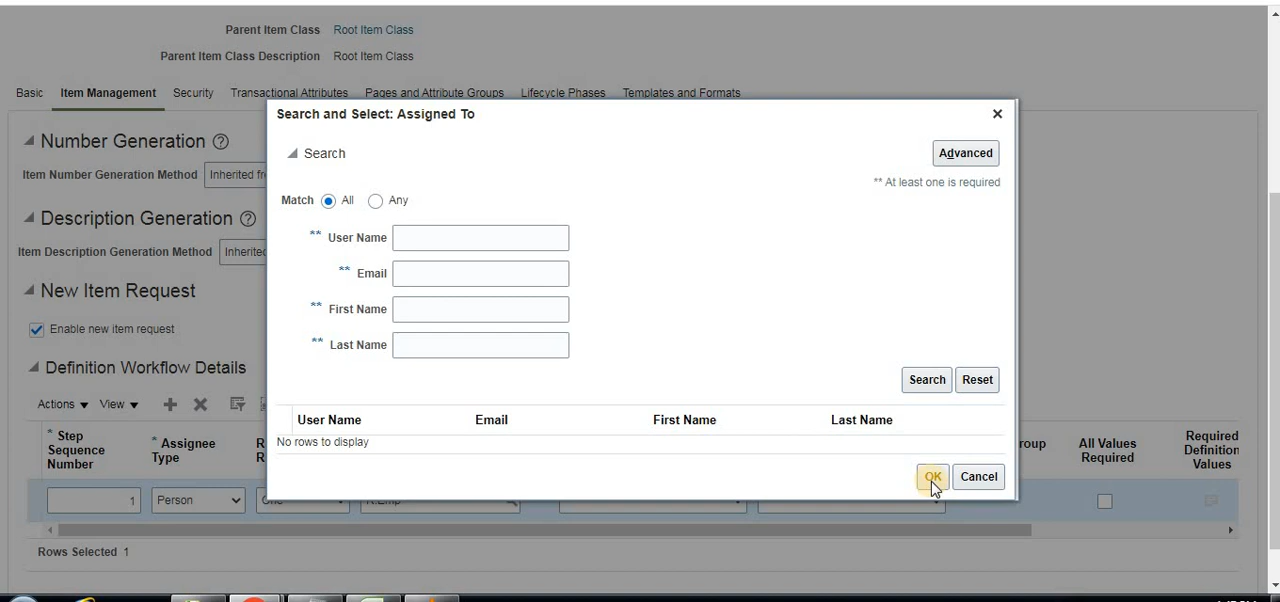 Parent Item Class Root Item Class
Parent Item Class Description Root Item Class
Basic Item Management Security Transactional Attributes Pages and Attribute Groups Lifecycle Phases Templates and Formats
Search and Select: Assigned To
Number Generation
Search
Advanced
Item Number Generation Method Inherited
** At least one is required
Match All Any
Description Generation
** User Name
Item Description Generation Method Inherited
** Email
New Item Request
** First Name
Enable new item request
** Last Name
Definition Workflow Details
Search Reset
Actions View
User Name Email First Name Last Name
No rows to display
* Step Sequence Number * Assignee Type All Values Required Required Definition Values
OK Cancel
1 Person
Rows Selected 1